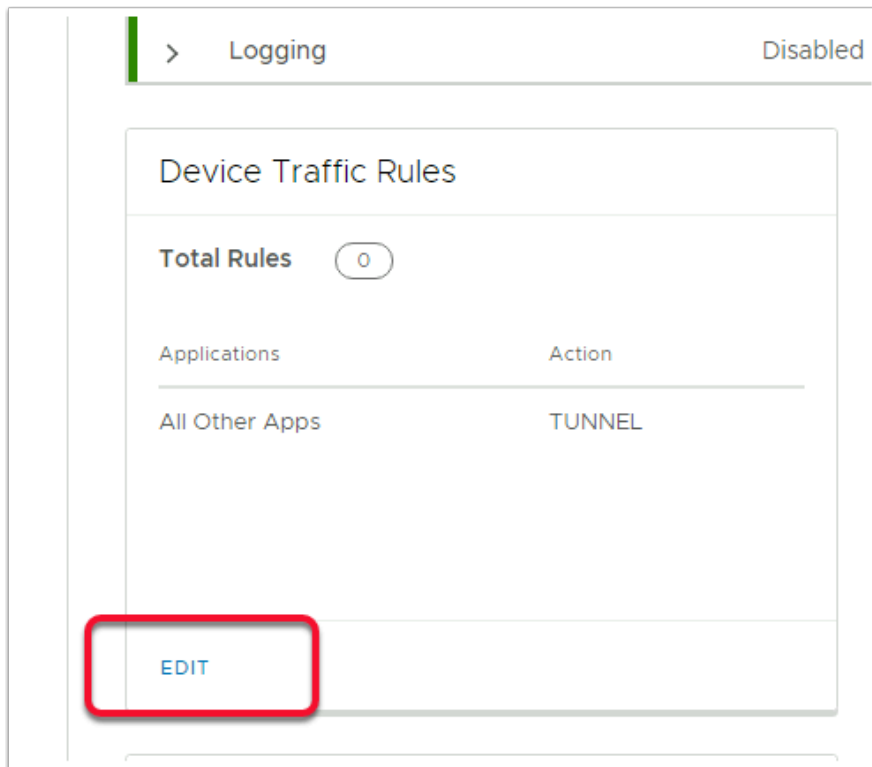 Logging Disabled
Device Traffic Rules
Total Rules 0
Applications Action
All Other Apps TUNNEL
EDIT